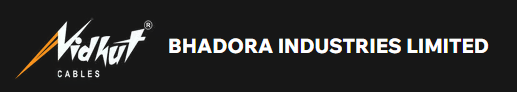 Vidhut®
CABLES
BHADORA INDUSTRIES LIMITED